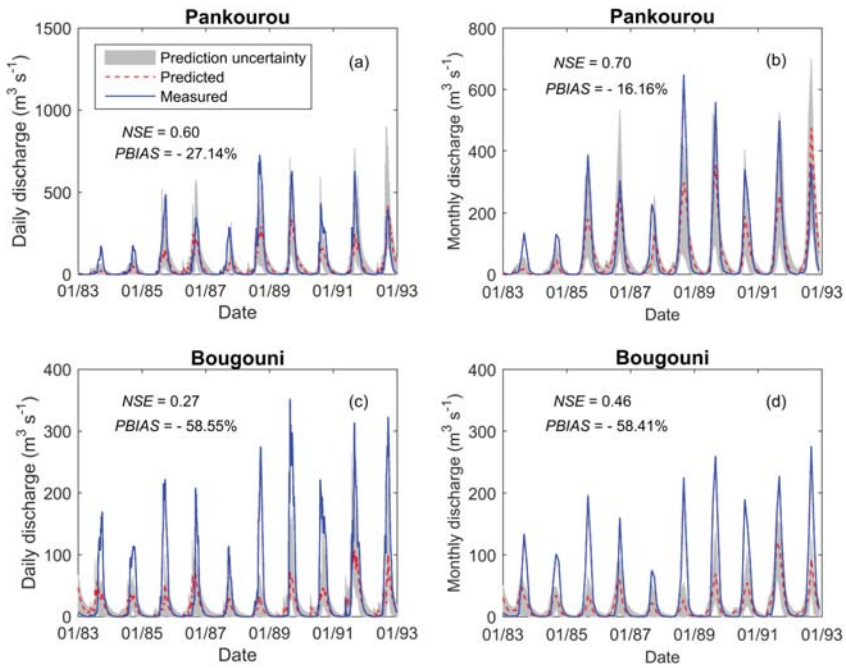 Pankourou
1500
1000
500
0
Daily discharge (m³ s⁻¹)
Prediction uncertainty
Predicted
Measured
(a)
NSE = 0.60
PBIAS = - 27.14%
01/83 01/85 01/87 01/89 01/91 01/93
Date
Pankourou
800
600
400
200
0
Monthly discharge (m³ s⁻¹)
(b)
NSE = 0.70
PBIAS = - 16.16%
01/83 01/85 01/87 01/89 01/91 01/93
Date
Bougouni
400
300
200
100
0
Daily discharge (m³ s⁻¹)
(c)
NSE = 0.27
PBIAS = - 58.55%
01/83 01/85 01/87 01/89 01/91 01/93
Date
Bougouni
400
300
200
100
0
Monthly discharge (m³ s⁻¹)
(d)
NSE = 0.46
PBIAS = - 58.41%
01/83 01/85 01/87 01/89 01/91 01/93
Date